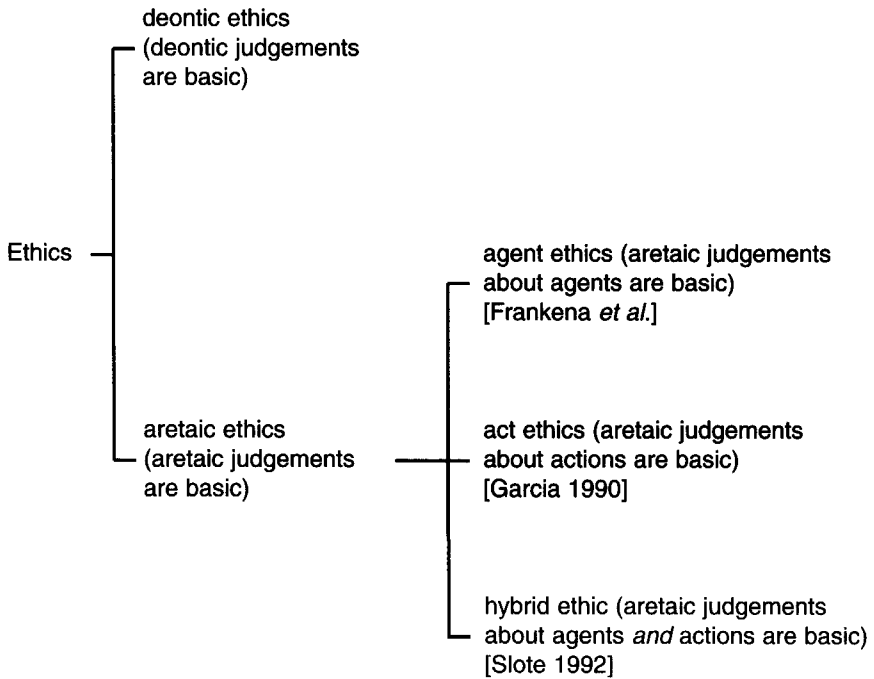 deontic ethics
(deontic judgements
are basic)
Ethics
agent ethics (aretaic judgements
about agents are basic)
[Frankena et al.]
aretaic ethics
(aretaic judgements
are basic)
act ethics (aretaic judgements
about actions are basic)
[Garcia 1990]
hybrid ethic (aretaic judgements
about agents and actions are basic)
[Slote 1992]